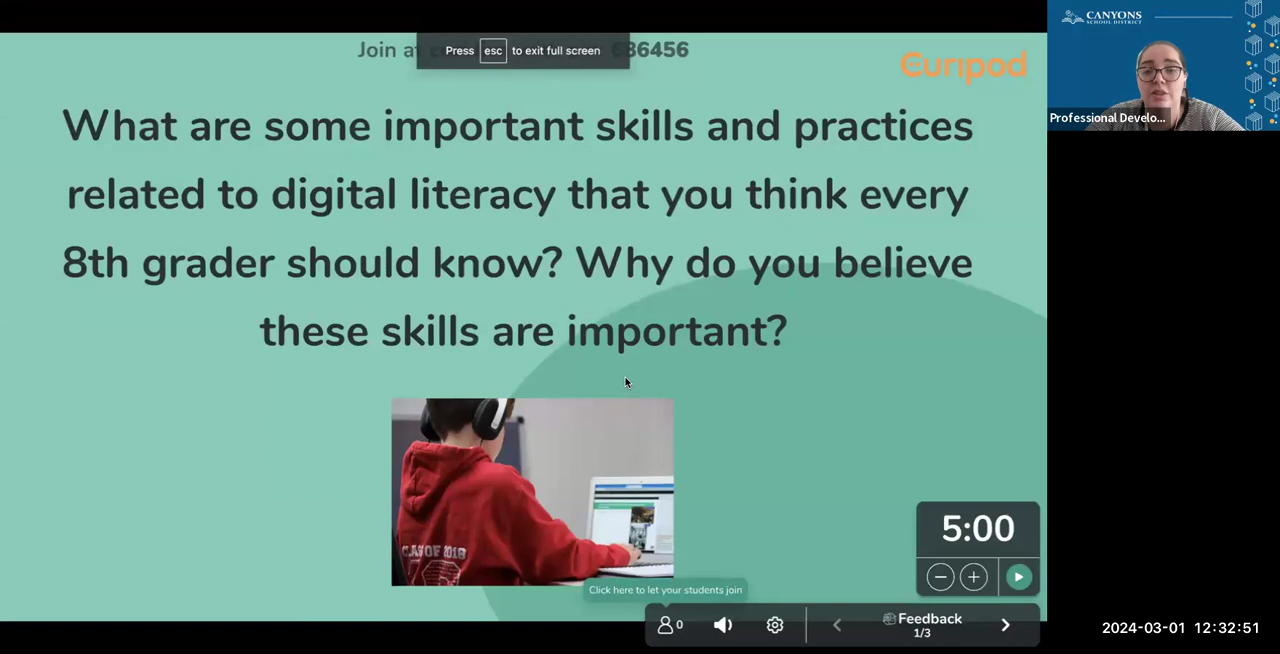 Join at
86456
Press esc to exit full screen
Curipod
CANYONS
SCHOOL DISTRICT
Professional Develo...
What are some important skills and practices
related to digital literacy that you think every
8th grader should know? Why do you believe
these skills are important?
CLASS OF 2018
5:00
Click here to let your students join
0
Feedback
1/3
2024-03-01 12:32:51